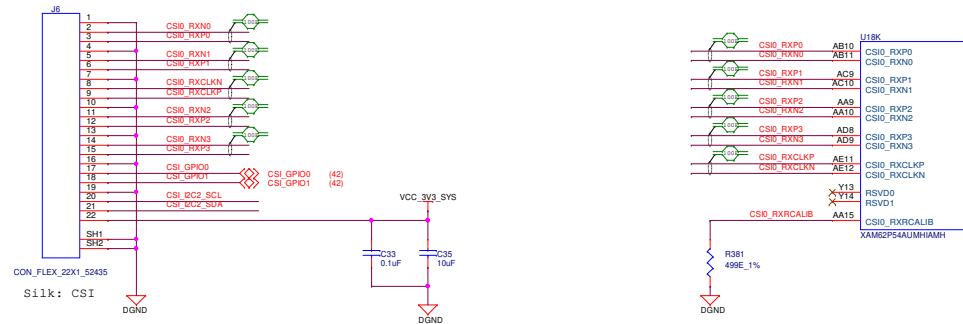 J6
1
2 CSI0_RXN0
3 CSI0_RXP0
4
5 CSI0_RXN1
6 CSI0_RXP1
7
8 CSI0_RXCLKN
9 CSI0_RXCLKP
10
11 CSI0_RXN2
12 CSI0_RXP2
13
14 CSI0_RXN3
15 CSI0_RXP3
16
17 CSI_GPIO0 CSI_GPIO0 (42)
18 CSI_GPIO1 CSI_GPIO1 (42)
19
20 CSI_I2C2_SCL
21 CSI_I2C2_SDA
22
SH1
SH2
CON_FLEX_22X1_52435
Silk: CSI
DGND
VCC_3V3_SYS
C33
0.1uF
C35
10uF
DGND
U18K
CSI0_RXP0 AB10 CSI0_RXP0
CSI0_RXN0 AB11 CSI0_RXN0
CSI0_RXP1 AC9 CSI0_RXP1
CSI0_RXN1 AC10 CSI0_RXN1
CSI0_RXP2 AA9 CSI0_RXP2
CSI0_RXN2 AA10 CSI0_RXN2
CSI0_RXP3 AD8 CSI0_RXP3
CSI0_RXN3 AD9 CSI0_RXN3
CSI0_RXCLKP AE11 CSI0_RXCLKP
CSI0_RXCLKN AE12 CSI0_RXCLKN
Y13 RSVD0
Y14 RSVD1
CSI0_RXRCALIB AA15 CSI0_RXRCALIB
XAM62P54AUMHIAMH
R381
499E_1%
DGND